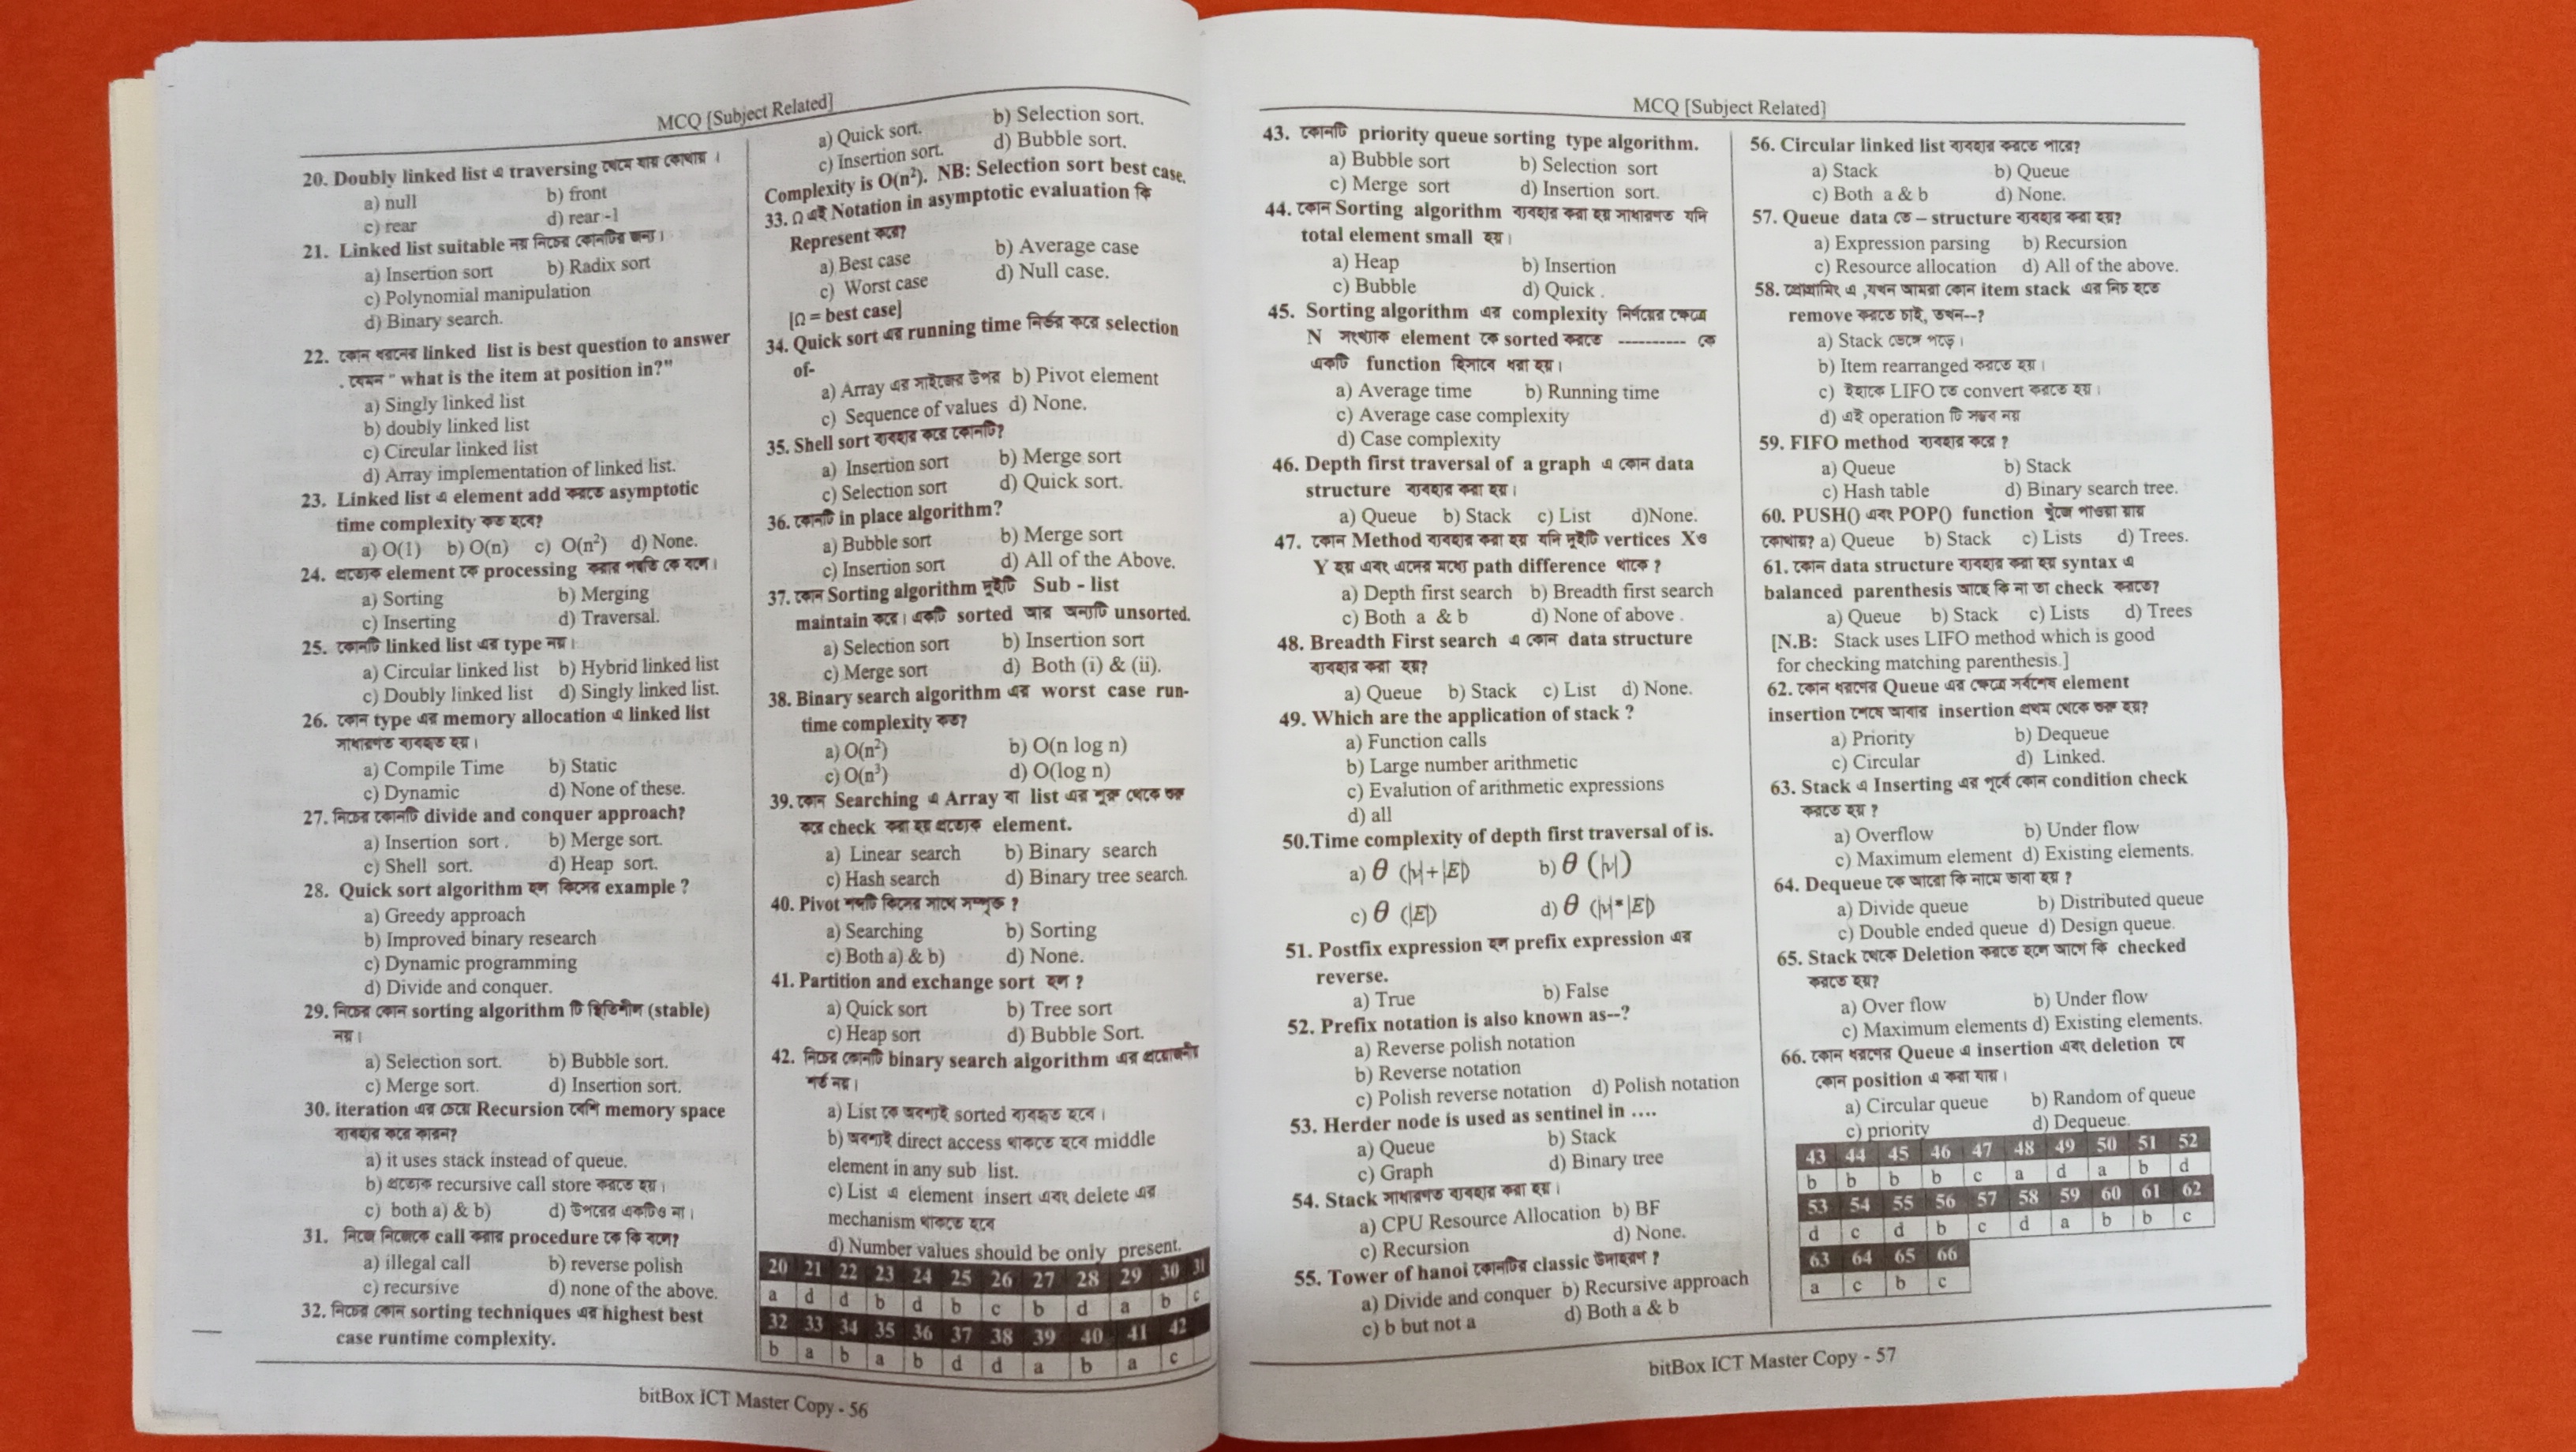 MCQ [Subject Related]
20. Doubly linked list এ traversing থেমে যায় কোথায় ।
a) null b) front
c) rear d) rear -1
21. Linked list suitable নয় নিচের কোনটির জন্য।
a) Insertion sort b) Radix sort
c) Polynomial manipulation
d) Binary search.
22. কোন ধরনের linked list is best question to answer
. যেমন " what is the item at position in?"
a) Singly linked list
b) doubly linked list
c) Circular linked list
d) Array implementation of linked list.
23. Linked list এ element add করতে asymptotic
time complexity কত হবে?
a) O(1) b) O(n) c) O(n²) d) None.
24. প্রত্যেক element কে processing করার পদ্ধতি কে বলে।
a) Sorting b) Merging
c) Inserting d) Traversal.
25. কোনটি linked list এর type নয়।
a) Circular linked list b) Hybrid linked list
c) Doubly linked list d) Singly linked list.
26. কোন type এর memory allocation এ linked list
সাধারণত ব্যবহৃত হয়।
a) Compile Time b) Static
c) Dynamic d) None of these.
27. নিচের কোনটি divide and conquer approach?
a) Insertion sort . b) Merge sort.
c) Shell sort. d) Heap sort.
28. Quick sort algorithm হল কিসের example ?
a) Greedy approach
b) Improved binary research
c) Dynamic programming
d) Divide and conquer.
29. নিচের কোন sorting algorithm টি স্থিতিশীল (stable)
নয়।
a) Selection sort. b) Bubble sort.
c) Merge sort. d) Insertion sort.
30. iteration এর চেয়ে Recursion বেশি memory space
ব্যবহার করে কারন?
a) it uses stack instead of queue.
b) প্রত্যেক recursive call store করতে হয়।
c) both a) & b) d) উপরের একটিও না।
31. নিজে নিজেকে call করার procedure কে কি বলে?
a) illegal call b) reverse polish
c) recursive d) none of the above.
32. নিচের কোন sorting techniques এর highest best
case runtime complexity.
a) Quick sort. b) Selection sort.
c) Insertion sort. d) Bubble sort.
Complexity is O(n²). NB: Selection sort best case.
33. Ω এই Notation in asymptotic evaluation কি
Represent করে?
a) Best case b) Average case
c) Worst case d) Null case.
[Ω = best case]
34. Quick sort এর running time নির্ভর করে selection
of-
a) Array এর সাইজের উপর b) Pivot element
c) Sequence of values d) None.
35. Shell sort ব্যবহার করে কোনটি?
a) Insertion sort b) Merge sort
c) Selection sort d) Quick sort.
36. কোনটি in place algorithm?
a) Bubble sort b) Merge sort
c) Insertion sort d) All of the Above.
37. কোন Sorting algorithm দুইটি Sub - list
maintain করে। একটি sorted আর অন্যটি unsorted.
a) Selection sort b) Insertion sort
c) Merge sort d) Both (i) & (ii).
38. Binary search algorithm এর worst case run-
time complexity কত?
a) O(n²) b) O(n log n)
c) O(n³) d) O(log n)
39. কোন Searching এ Array বা list এর শুরু থেকে শুরু
করে check করা হয় প্রত্যেক element.
a) Linear search b) Binary search
c) Hash search d) Binary tree search.
40. Pivot শব্দটি কিসের সাথে সম্পৃক্ত ?
a) Searching b) Sorting
c) Both a) & b) d) None.
41. Partition and exchange sort হল ?
a) Quick sort b) Tree sort
c) Heap sort d) Bubble Sort.
42. নিচের কোনটি binary search algorithm এর প্রয়োজনীয়
শর্ত নয়।
a) List কে অবশ্যই sorted ব্যবহৃত হবে।
b) অবশ্যই direct access থাকতে হবে middle
element in any sub list.
c) List এ element insert এবং delete এর
mechanism থাকতে হবে
d) Number values should be only present.
20 21 22 23 24 25 26 27 28 29 30 31
a d d b d b c b d a b c
32 33 34 35 36 37 38 39 40 41 42
b a b a b d d a b a c
bitBox ICT Master Copy - 56
MCQ [Subject Related]
43. কোনটি priority queue sorting type algorithm.
a) Bubble sort b) Selection sort
c) Merge sort d) Insertion sort.
44. কোন Sorting algorithm ব্যবহার করা হয় সাধারণত যদি
total element small হয়।
a) Heap b) Insertion
c) Bubble d) Quick .
45. Sorting algorithm এর complexity নির্ণয়ের ক্ষেত্রে
N সংখ্যক element কে sorted করতে ---------- কে
একটি function হিসাবে ধরা হয়।
a) Average time b) Running time
c) Average case complexity
d) Case complexity
46. Depth first traversal of a graph এ কোন data
structure ব্যবহার করা হয়।
a) Queue b) Stack c) List d)None.
47. কোন Method ব্যবহার করা হয় যদি দুইটি vertices Xও
Y হয় এবং এদের মধ্যে path difference থাকে ?
a) Depth first search b) Breadth first search
c) Both a & b d) None of above .
48. Breadth First search এ কোন data structure
ব্যবহার করা হয়?
a) Queue b) Stack c) List d) None.
49. Which are the application of stack ?
a) Function calls
b) Large number arithmetic
c) Evalution of arithmetic expressions
d) all
50.Time complexity of depth first traversal of is.
a) θ (|v|+|E|) b) θ (|v|)
c) θ (|E|) d) θ (|v|*|E|)
51. Postfix expression হল prefix expression এর
reverse.
a) True b) False
52. Prefix notation is also known as--?
a) Reverse polish notation
b) Reverse notation
c) Polish reverse notation d) Polish notation
53. Herder node is used as sentinel in ....
a) Queue b) Stack
c) Graph d) Binary tree
54. Stack সাধারণত ব্যবহার করা হয়।
a) CPU Resource Allocation b) BF
c) Recursion d) None.
55. Tower of hanoi কোনটির classic উদাহরণ ?
a) Divide and conquer b) Recursive approach
c) b but not a d) Both a & b
56. Circular linked list ব্যবহার করতে পারে?
a) Stack b) Queue
c) Both a & b d) None.
57. Queue data তে – structure ব্যবহার করা হয়?
a) Expression parsing b) Recursion
c) Resource allocation d) All of the above.
58. প্রোগ্রামিং এ ,যখন আমরা কোন item stack এর নিচ হতে
remove করতে চাই, তখন--?
a) Stack ভেঙ্গে পড়ে।
b) Item rearranged করতে হয়।
c) ইহাকে LIFO তে convert করতে হয়।
d) এই operation টি সম্ভব নয়
59. FIFO method ব্যবহার করে ?
a) Queue b) Stack
c) Hash table d) Binary search tree.
60. PUSH() এবং POP() function খুঁজে পাওয়া যায়
কোথায়? a) Queue b) Stack c) Lists d) Trees.
61. কোন data structure ব্যবহার করা হয় syntax এ
balanced parenthesis আছে কি না তা check করতে?
a) Queue b) Stack c) Lists d) Trees
[N.B: Stack uses LIFO method which is good
for checking matching parenthesis.]
62. কোন ধরণের Queue এর ক্ষেত্রে সর্বশেষ element
insertion শেষে আবার insertion প্রথম থেকে শুরু হয়?
a) Priority b) Dequeue
c) Circular d) Linked.
63. Stack এ Inserting এর পূর্বে কোন condition check
করতে হয় ?
a) Overflow b) Under flow
c) Maximum element d) Existing elements.
64. Dequeue কে আরো কি নামে ডাকা হয় ?
a) Divide queue b) Distributed queue
c) Double ended queue d) Design queue.
65. Stack থেকে Deletion করতে হলে আগে কি checked
করতে হয়?
a) Over flow b) Under flow
c) Maximum elements d) Existing elements.
66. কোন ধরণের Queue এ insertion এবং deletion যে
কোন position এ করা যায়।
a) Circular queue b) Random of queue
c) priority d) Dequeue.
43 44 45 46 47 48 49 50 51 52
b b b b c a d a b d
53 54 55 56 57 58 59 60 61 62
d c d b c d a b b c
63 64 65 66
a c b c
bitBox ICT Master Copy - 57